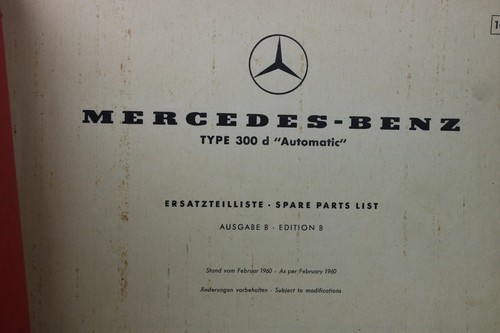 MERCEDES-BENZ
TYPE 300 d "Automatic"
ERSATZTEILLISTE · SPARE PARTS LIST
AUSGABE B - EDITION B
Stand vom Februar 1960 - As per February 1960
Änderungen vorbehalten - Subject to modifications